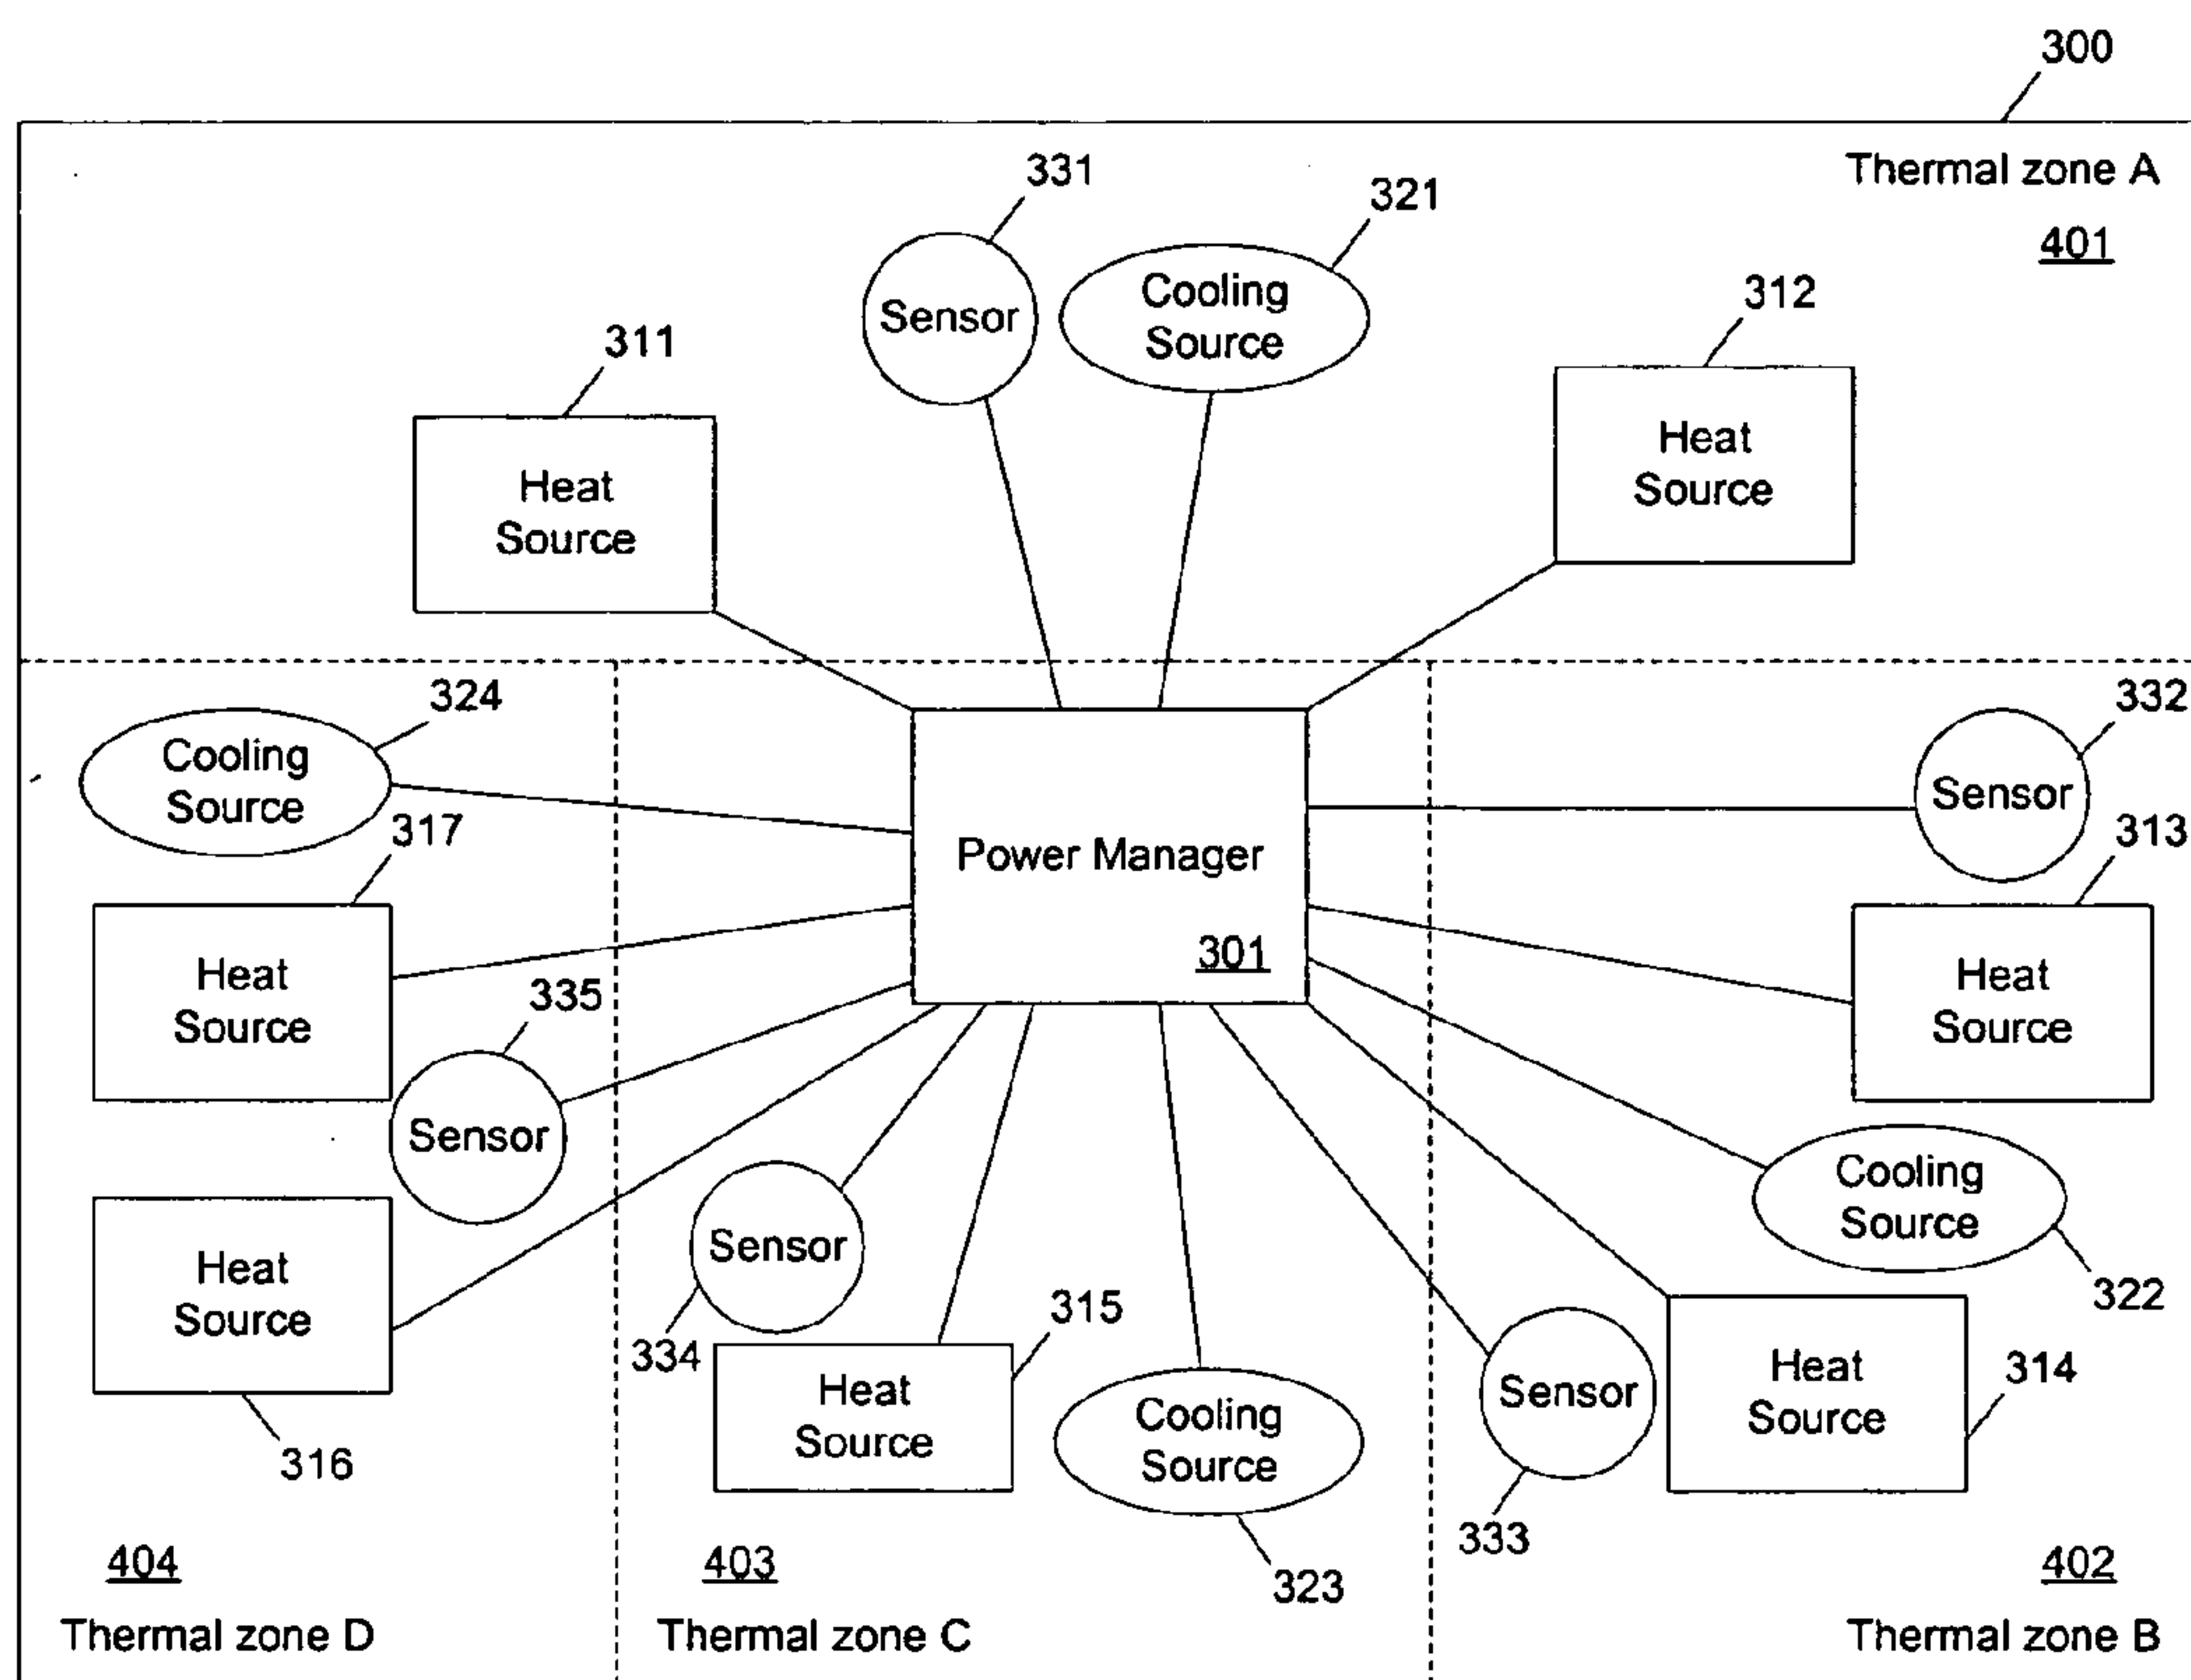 300
Thermal zone A
401
331
321
Sensor
Cooling
Source
312
311
Heat
Source
Heat
Source
324
Cooling
Source
332
Sensor
317
313
Power Manager
301
Heat
Source
Heat
Source
335
Sensor
Cooling
Source
322
Heat
Source
316
Sensor
334
315
Heat
Source
Cooling
Source
323
Sensor
333
Heat
Source
314
404
Thermal zone D
403
Thermal zone C
402
Thermal zone B